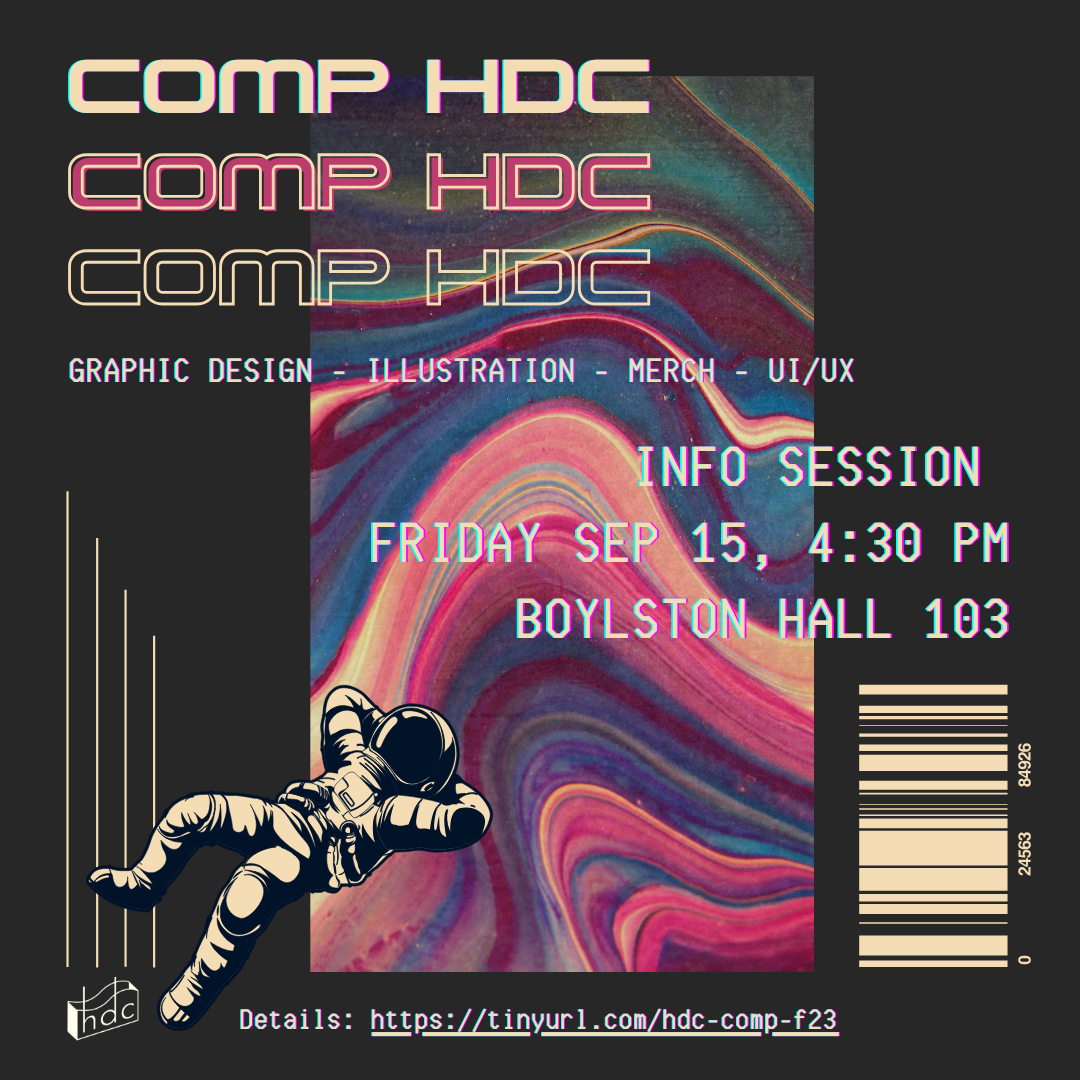 COMP HDC
COMP HDC
COMP HDC
GRAPHIC DESIGN - ILLUSTRATION - MERCH - UI/UX
INFO SESSION
FRIDAY SEP 15, 4:30 PM
BOYLSTON HALL 103
0 24563 84926
hdc
Details: https://tinyurl.com/hdc-comp-f23